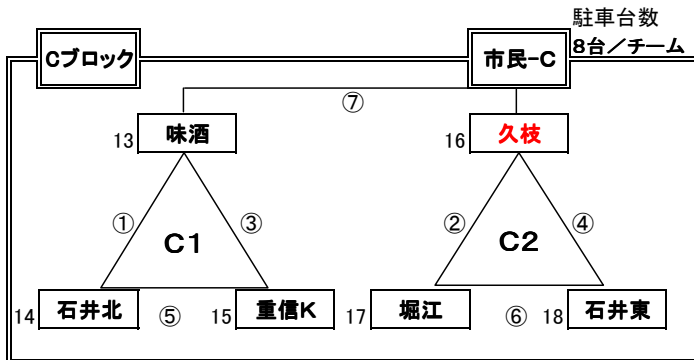 駐車台数
Cブロック
市民-C
8台／チーム
⑦
13
味酒
16
久枝
①
③
②
④
C1
C2
14
石井北
⑤
15
重信K
17
堀江
⑥
18
石井東